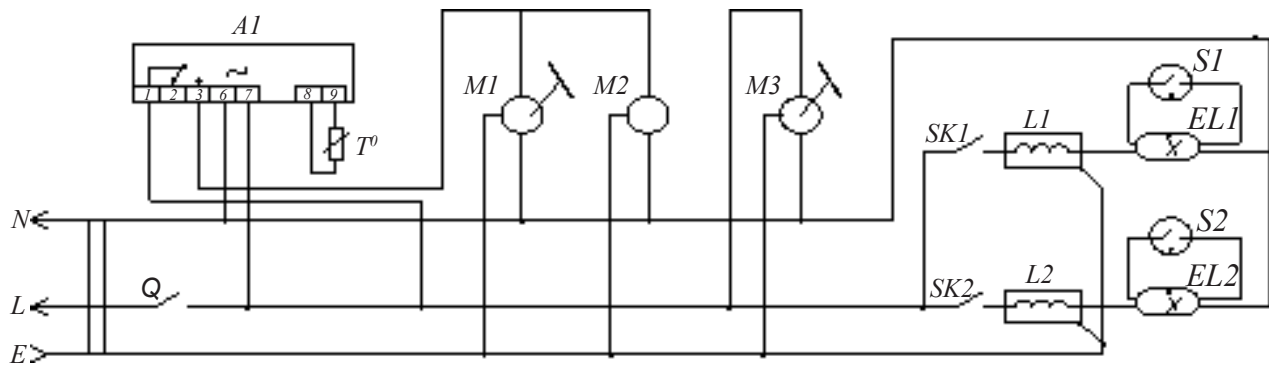 A1
1 2 3 6 7 8 9
T⁰
M1 M2 M3
SK1 L1 S1 EL1
N
Q
L
SK2 L2 S2 EL2
E